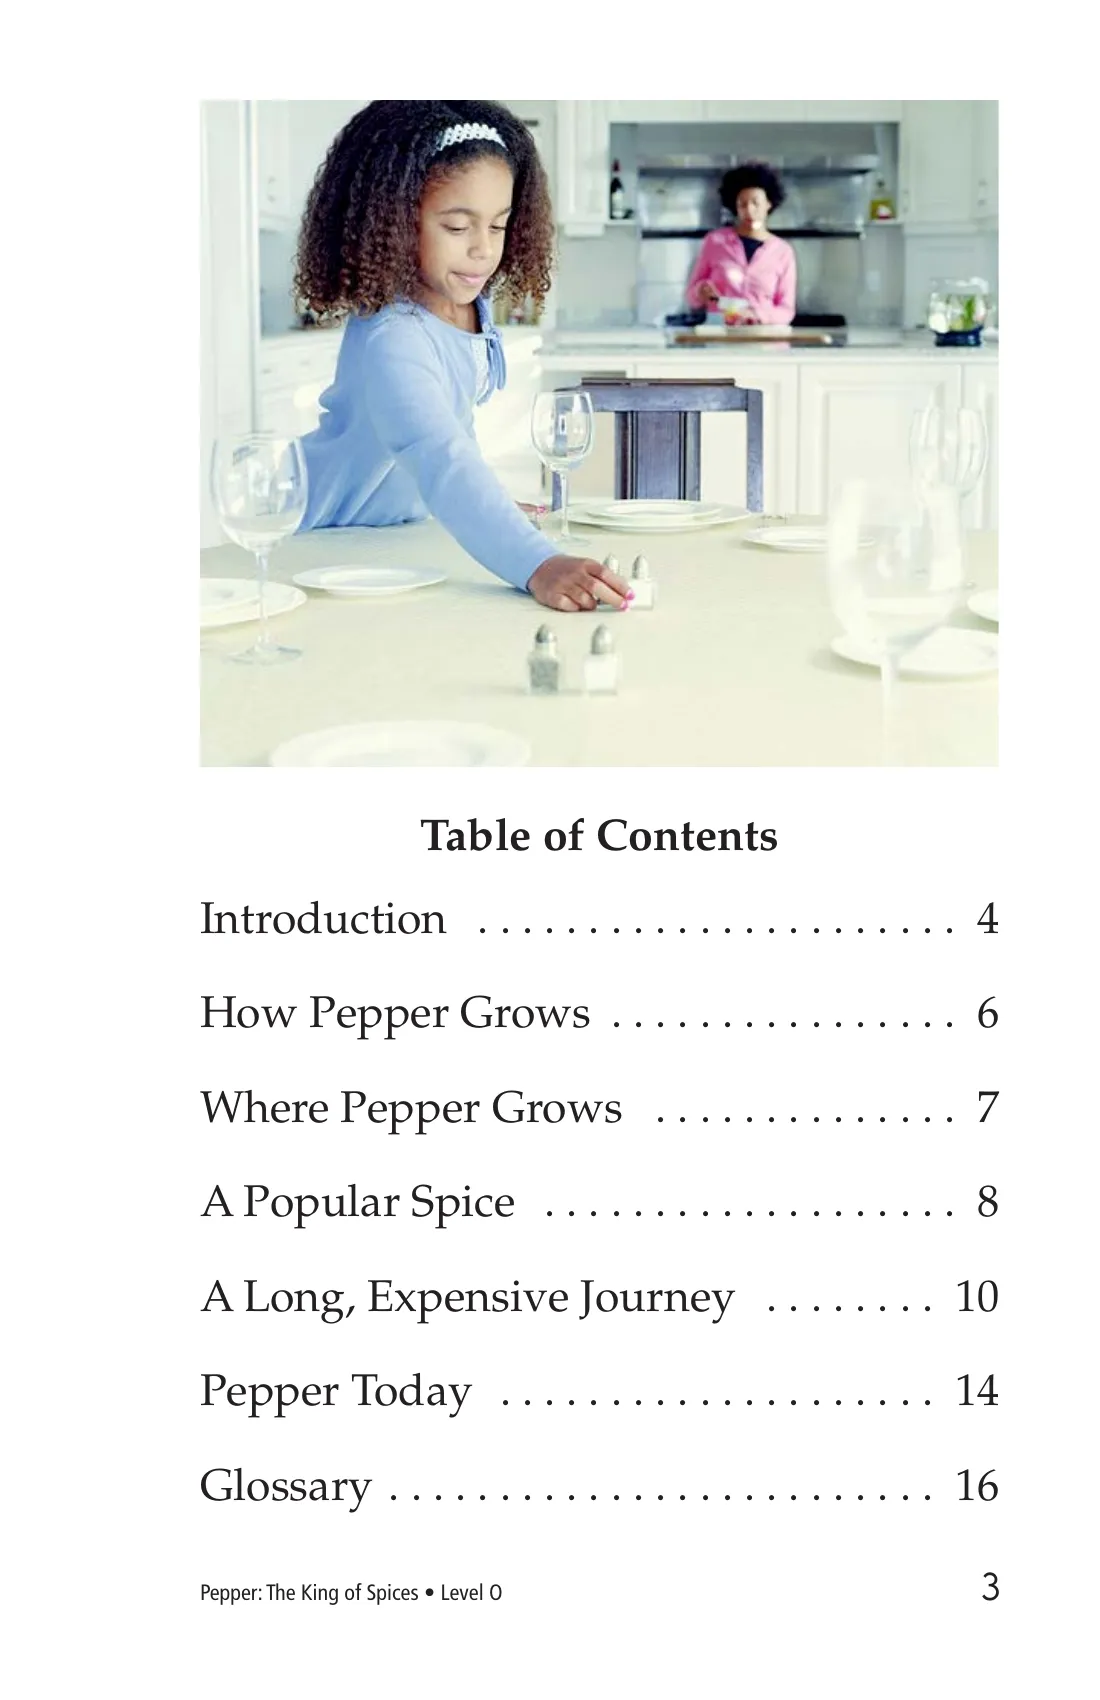 Table of Contents
Introduction . . . . . . . . . . . . . . . . . . . . . . 4
How Pepper Grows . . . . . . . . . . . . . . . . 6
Where Pepper Grows . . . . . . . . . . . . . . 7
A Popular Spice . . . . . . . . . . . . . . . . . . . 8
A Long, Expensive Journey . . . . . . . . 10
Pepper Today . . . . . . . . . . . . . . . . . . . . 14
Glossary . . . . . . . . . . . . . . . . . . . . . . . . . 16
Pepper: The King of Spices • Level O 3